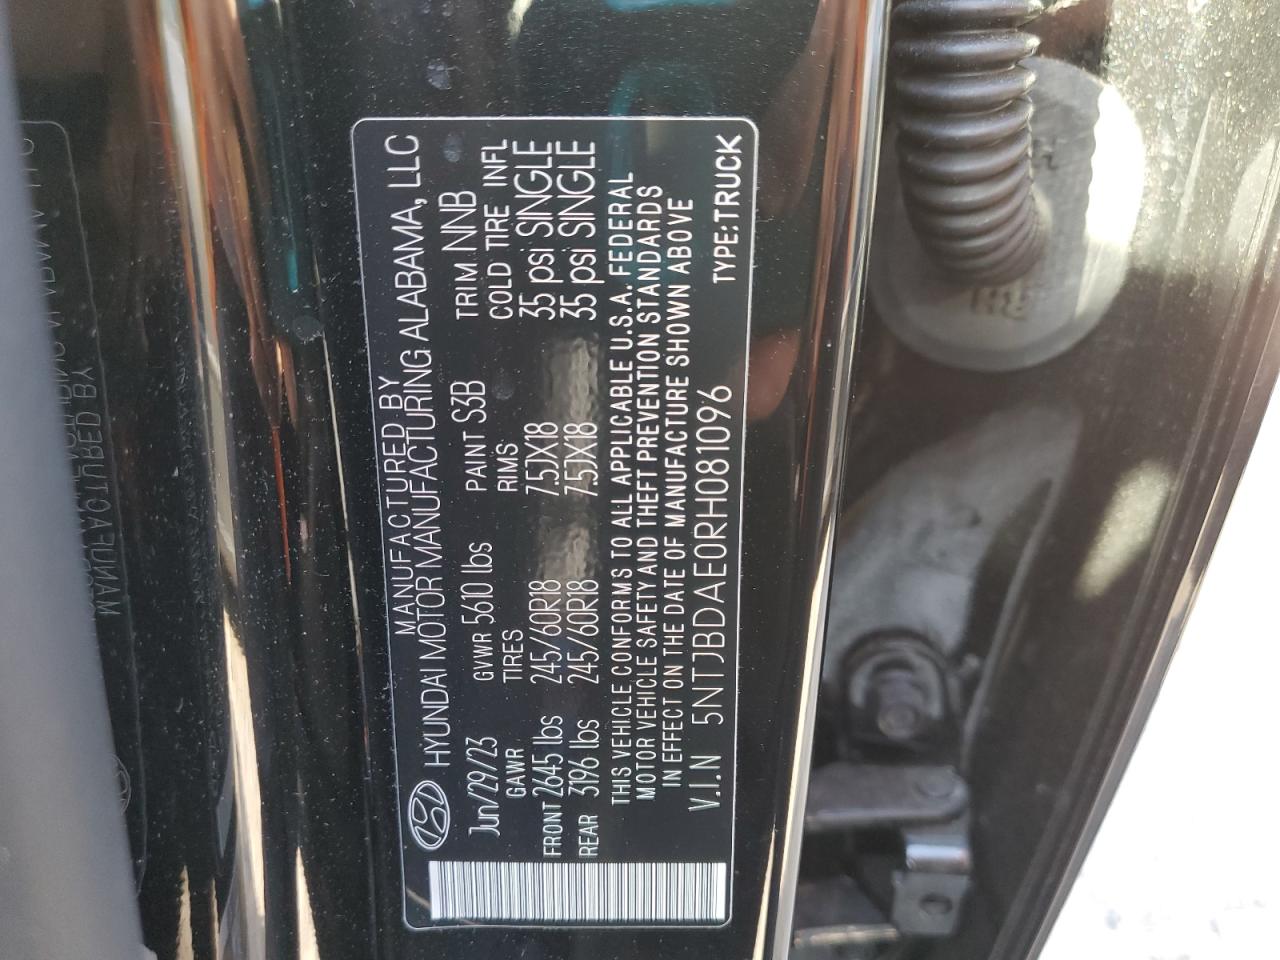 MANUFACTURED BY
HYUNDAI MOTOR MANUFACTURING ALABAMA, LLC
Jun/29/23 GVWR 5610 lbs PAINT S3B TRIM NNB
GAWR TIRES RIMS COLD TIRE INFL
FRONT 2645 lbs 245/60R18 7.5JX18 35 psi SINGLE
REAR 3196 lbs 245/60R18 7.5JX18 35 psi SINGLE
THIS VEHICLE CONFORMS TO ALL APPLICABLE U.S.A. FEDERAL
MOTOR VEHICLE SAFETY AND THEFT PREVENTION STANDARDS
IN EFFECT ON THE DATE OF MANUFACTURE SHOWN ABOVE
V.I.N 5NTJBDAE0RH081096 TYPE:TRUCK